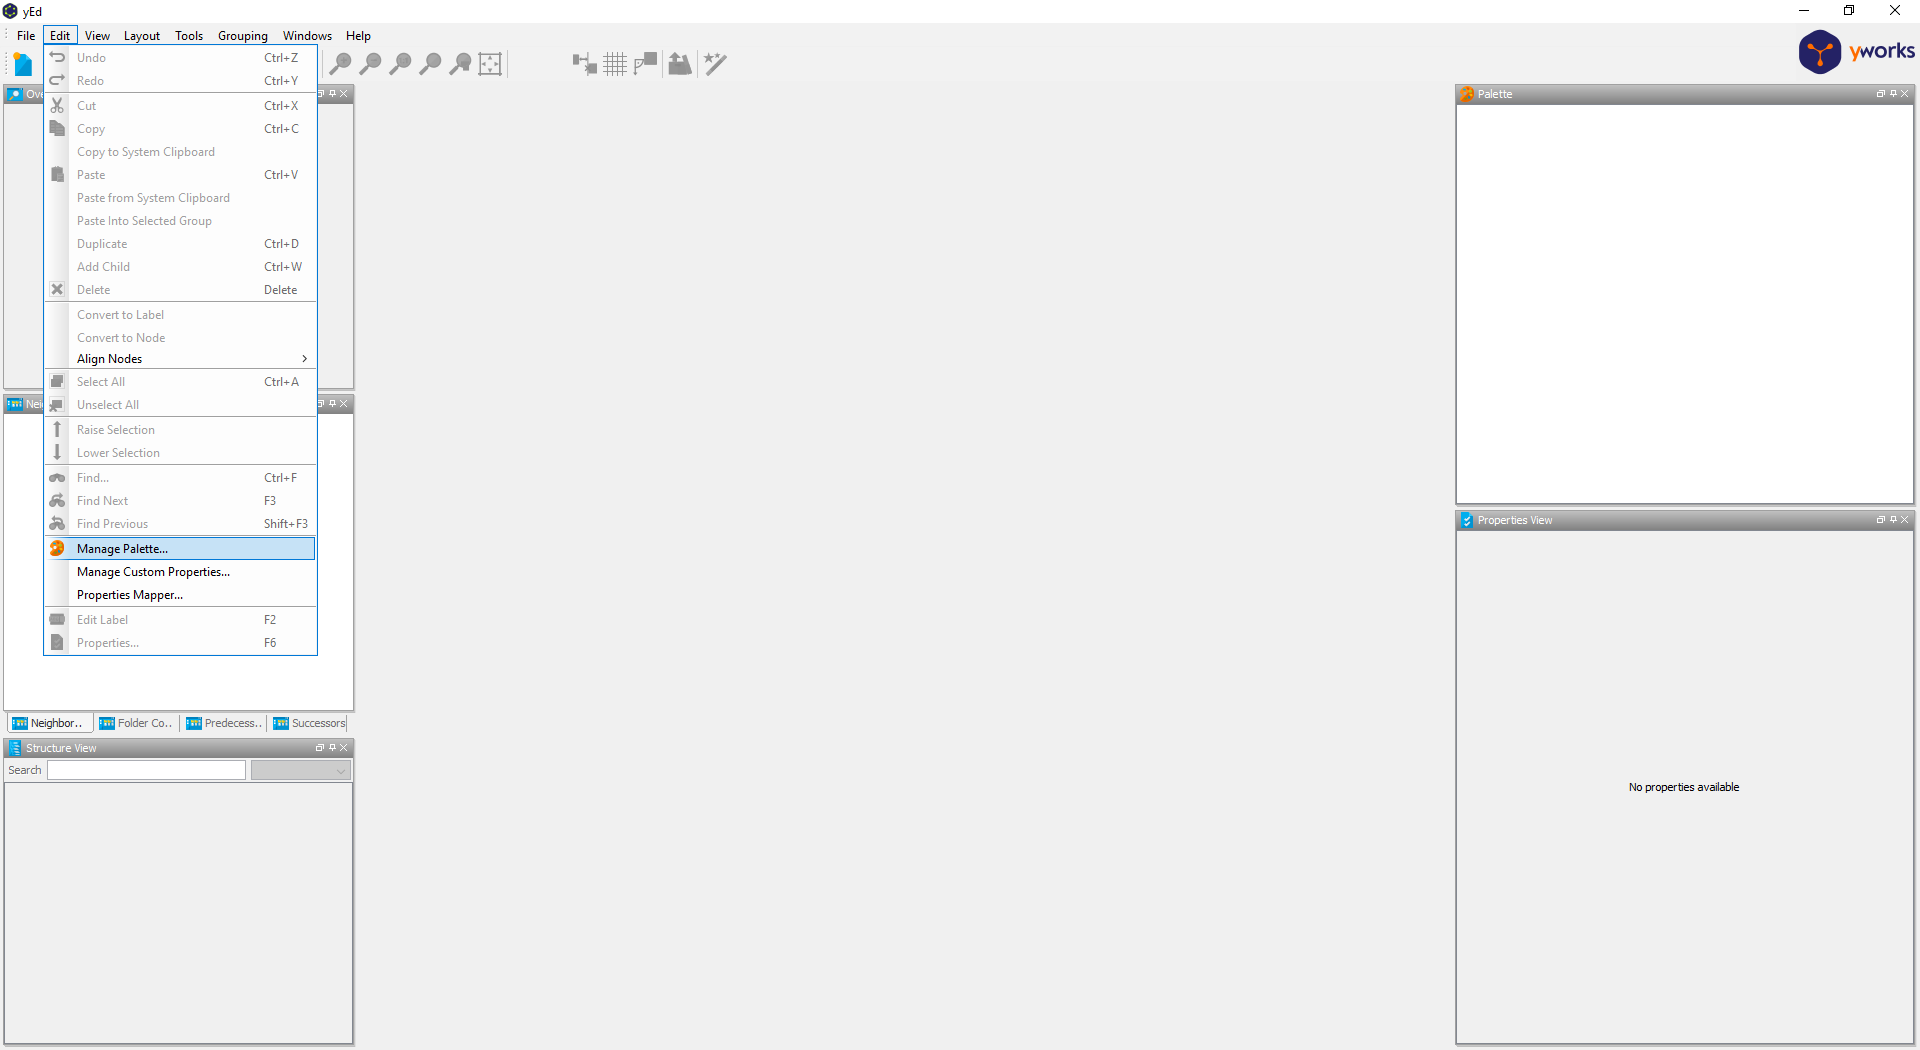 yEd
File Edit View Layout Tools Grouping Windows Help
yworks
Undo Ctrl+Z
Redo Ctrl+Y
Cut Ctrl+X
Copy Ctrl+C
Copy to System Clipboard
Paste Ctrl+V
Paste from System Clipboard
Paste Into Selected Group
Duplicate Ctrl+D
Add Child Ctrl+W
Delete Delete
Convert to Label
Convert to Node
Align Nodes
Select All Ctrl+A
Unselect All
Raise Selection
Lower Selection
Find... Ctrl+F
Find Next F3
Find Previous Shift+F3
Manage Palette...
Manage Custom Properties...
Properties Mapper...
Edit Label F2
Properties... F6
Ove
Nei
Neighbor.. Folder Co.. Predecess.. Successors
Structure View
Search
Palette
Properties View
No properties available